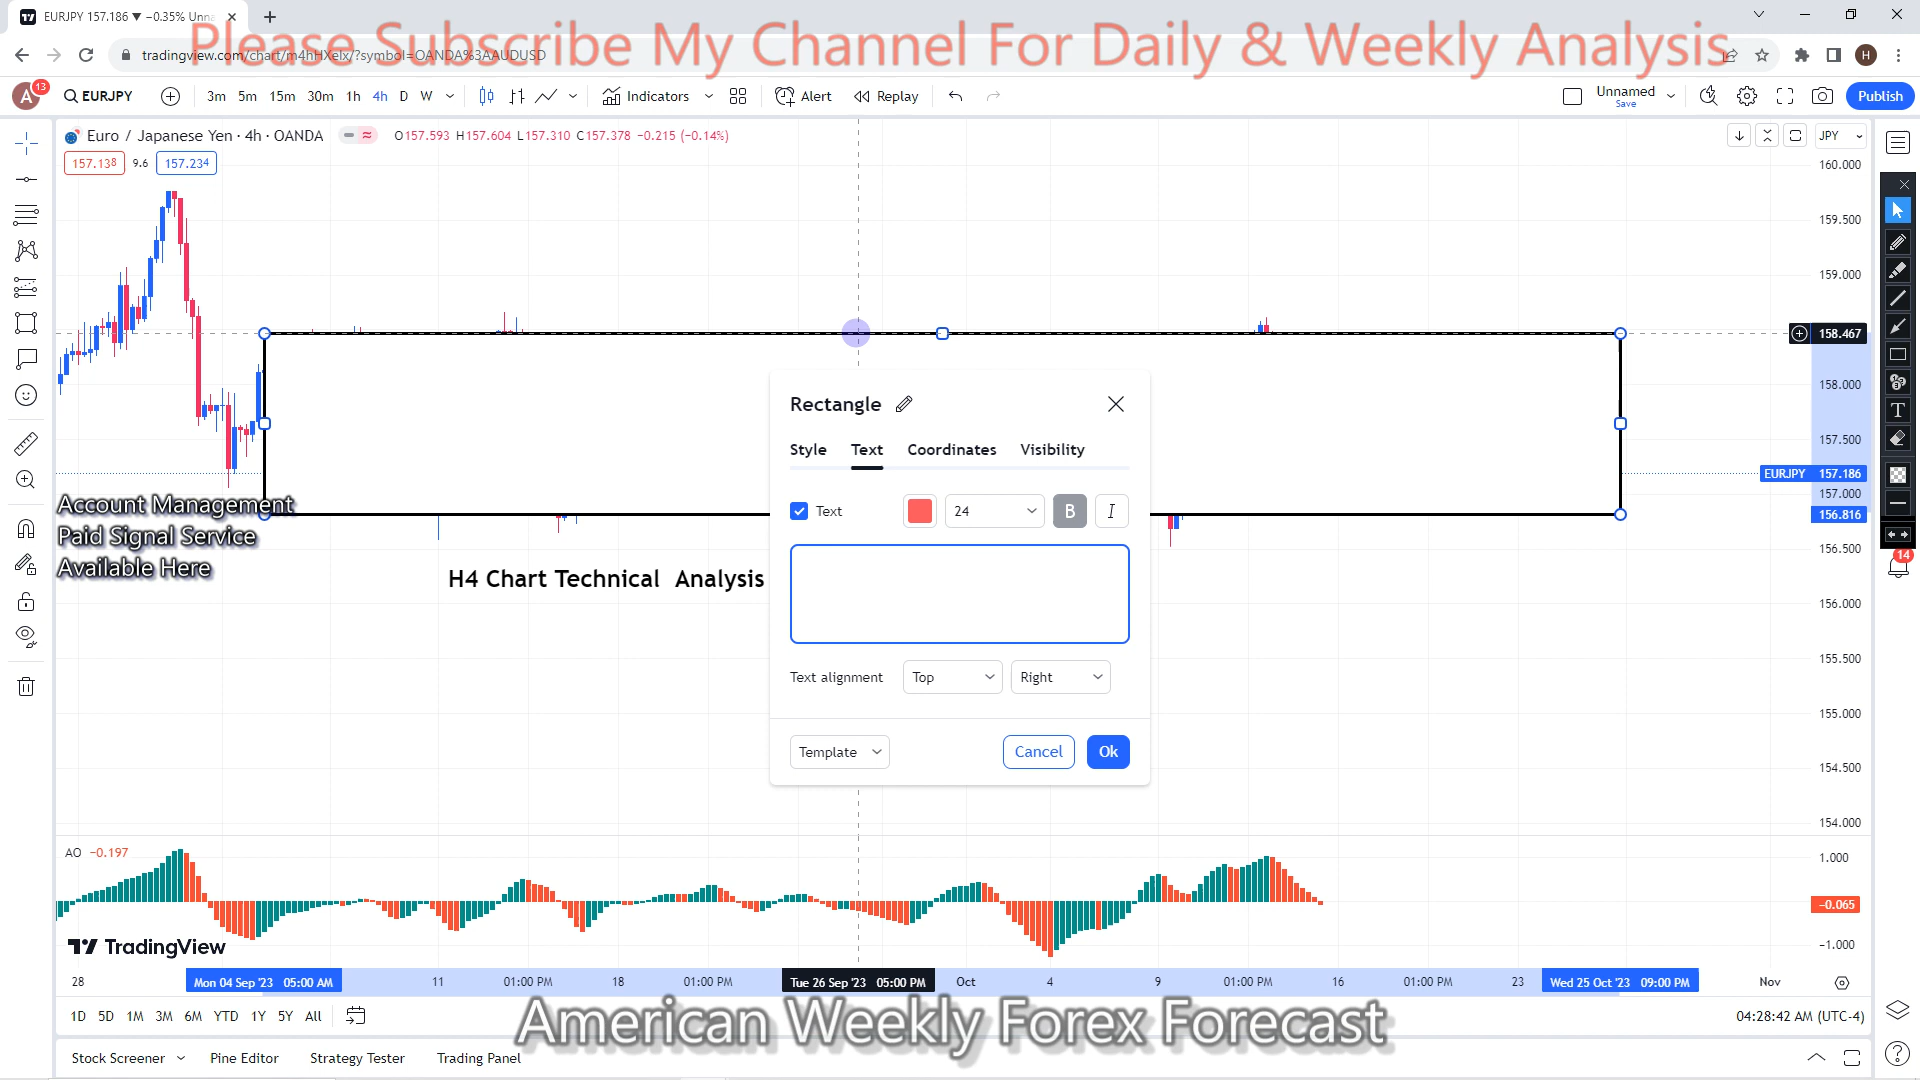 EURJPY 157.186 ▼ −0.35% Unna
Please Subscribe My Channel For Daily & Weekly Analysis
tradingview.com/chart/m4hHXelx/?symbol=OANDA%3AAUDUSD
H
A 13 EURJPY 3m 5m 15m 30m 1h 4h D W Indicators Alert Replay Unnamed Save Publish
Euro / Japanese Yen · 4h · OANDA O157.593 H157.604 L157.310 C157.378 −0.215 (−0.14%) JPY
157.138 9.6 157.234
160.000
159.500
159.000
158.467
158.000
157.500
EURJPY 157.186
157.000
156.816
156.500
156.000
155.500
155.000
154.500
154.000
14
Rectangle
Style Text Coordinates Visibility
Text 24 B I
Text alignment Top Right
Template Cancel Ok
Account Management
Paid Signal Service
Available Here
H4 Chart Technical Analysis
T
AO −0.197
1.000
−0.065
−1.000
TradingView
28 Mon 04 Sep '23 05:00 AM 11 01:00 PM 18 01:00 PM Tue 26 Sep '23 05:00 PM Oct 4 9 01:00 PM 16 01:00 PM 23 Wed 25 Oct '23 09:00 PM Nov
1D 5D 1M 3M 6M YTD 1Y 5Y All 04:28:42 AM (UTC-4)
American Weekly Forex Forecast
Stock Screener Pine Editor Strategy Tester Trading Panel